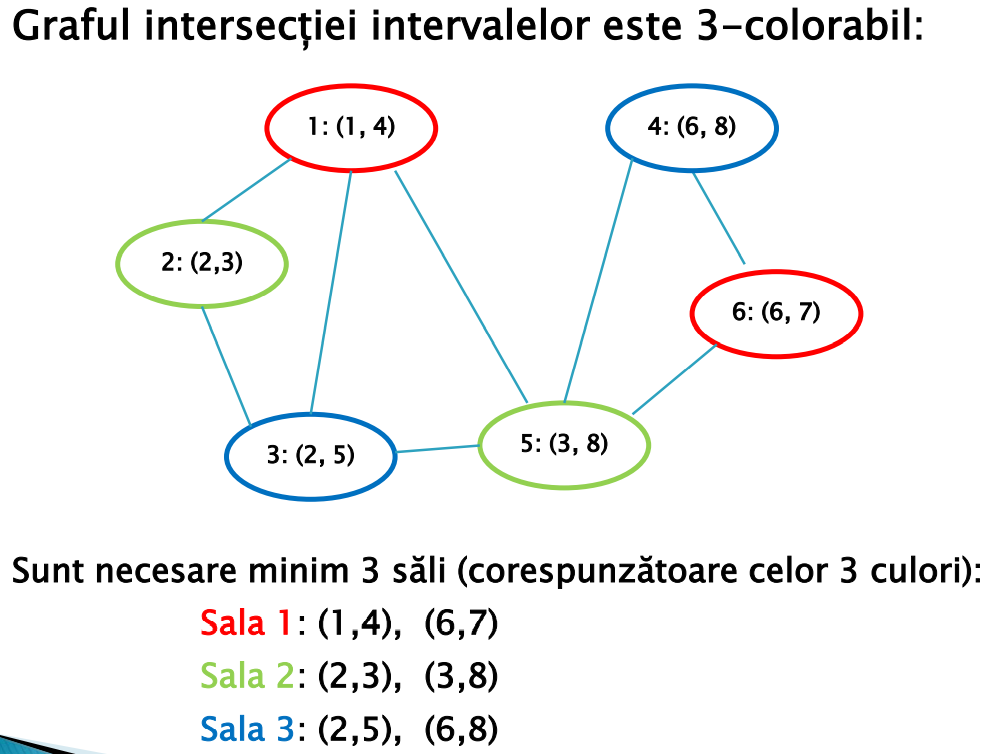 Graful intersecției intervalelor este 3-colorabil:
1: (1, 4)
4: (6, 8)
2: (2,3)
6: (6, 7)
3: (2, 5)
5: (3, 8)
Sunt necesare minim 3 săli (corespunzătoare celor 3 culori):
Sala 1: (1,4), (6,7)
Sala 2: (2,3), (3,8)
Sala 3: (2,5), (6,8)